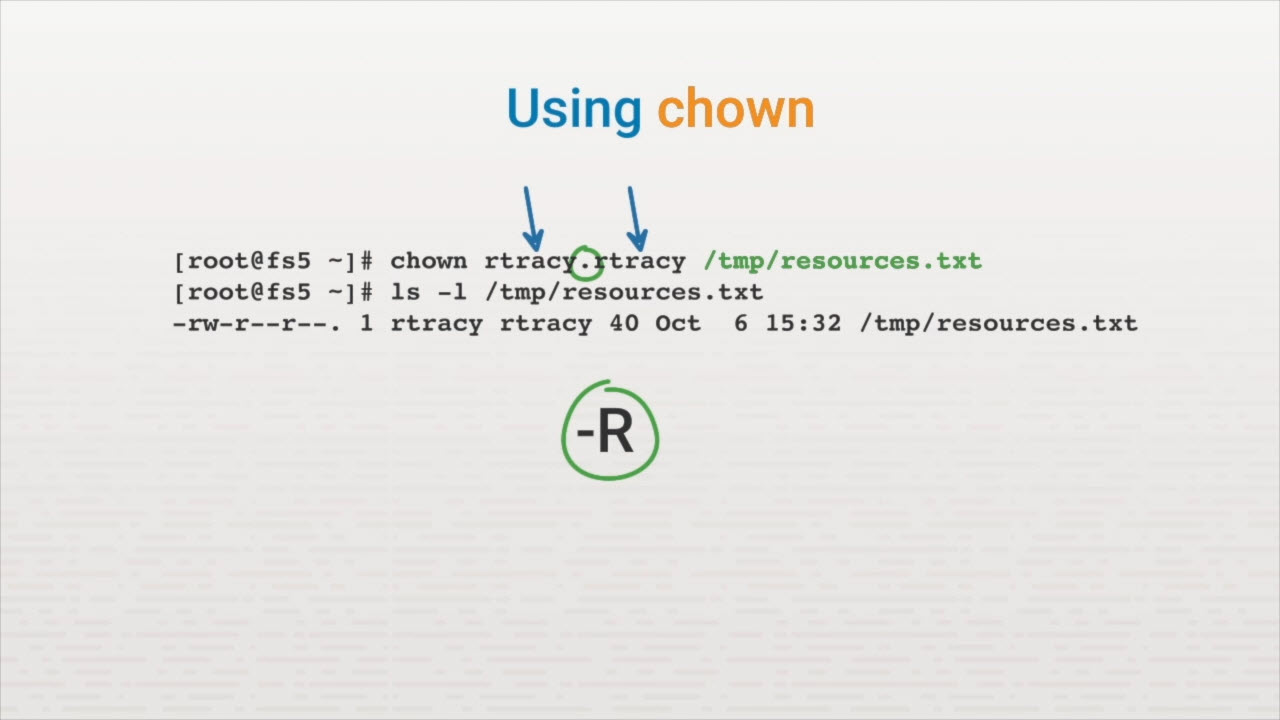 Using chown
[root@fs5 ~]# chown rtracy.rtracy /tmp/resources.txt
[root@fs5 ~]# ls -l /tmp/resources.txt
-rw-r--r--. 1 rtracy rtracy 40 Oct  6 15:32 /tmp/resources.txt
-R